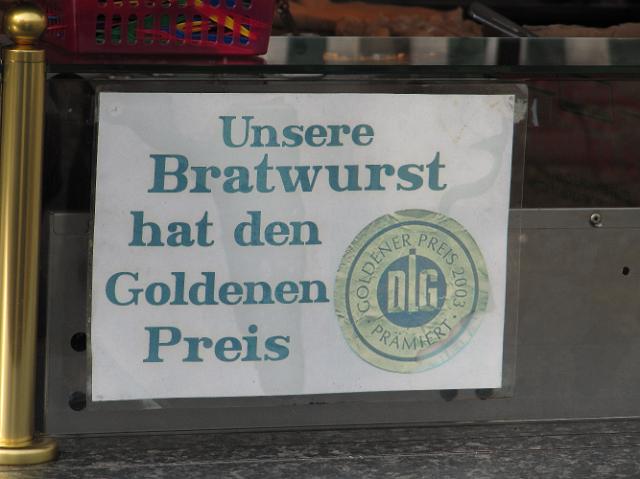 Unsere
Bratwurst
hat den
Goldenen
Preis
GOLDENER PREIS 2003
DLG
· PRÄMIERT ·